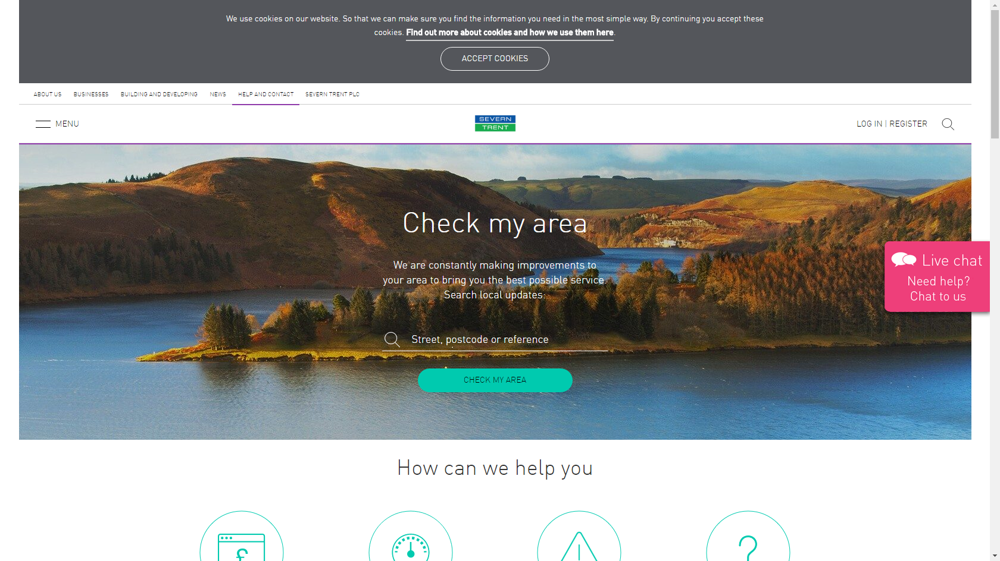 We use cookies on our website. So that we can make sure you find the information you need in the most simple way. By continuing you accept these
cookies. Find out more about cookies and how we use them here.
ACCEPT COOKIES
ABOUT US BUSINESSES BUILDING AND DEVELOPING NEWS HELP AND CONTACT SEVERN TRENT PLC
MENU
SEVERN
TRENT
LOG IN | REGISTER
Check my area
We are constantly making improvements to
your area to bring you the best possible service.
Search local updates:
Street, postcode or reference
CHECK MY AREA
Live chat
Need help?
Chat to us
How can we help you
£
?